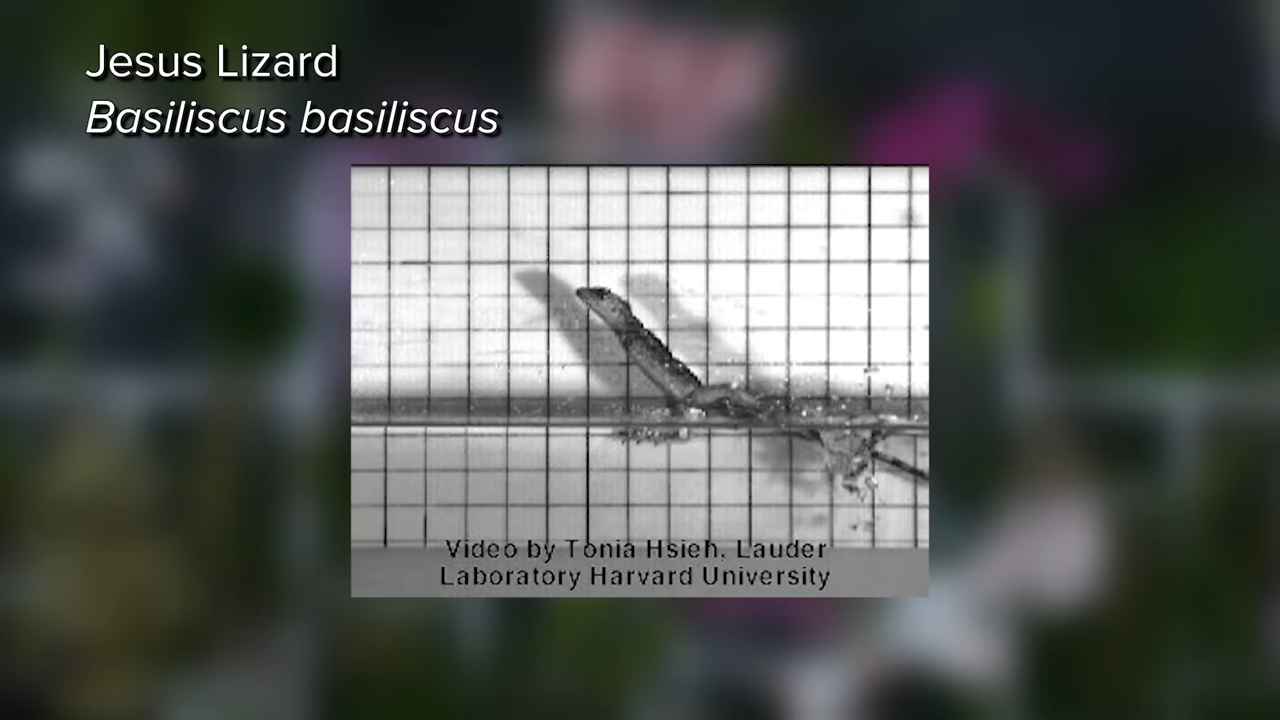 Jesus Lizard
Basiliscus basiliscus
Video by Tonia Hsieh, Lauder
Laboratory Harvard University